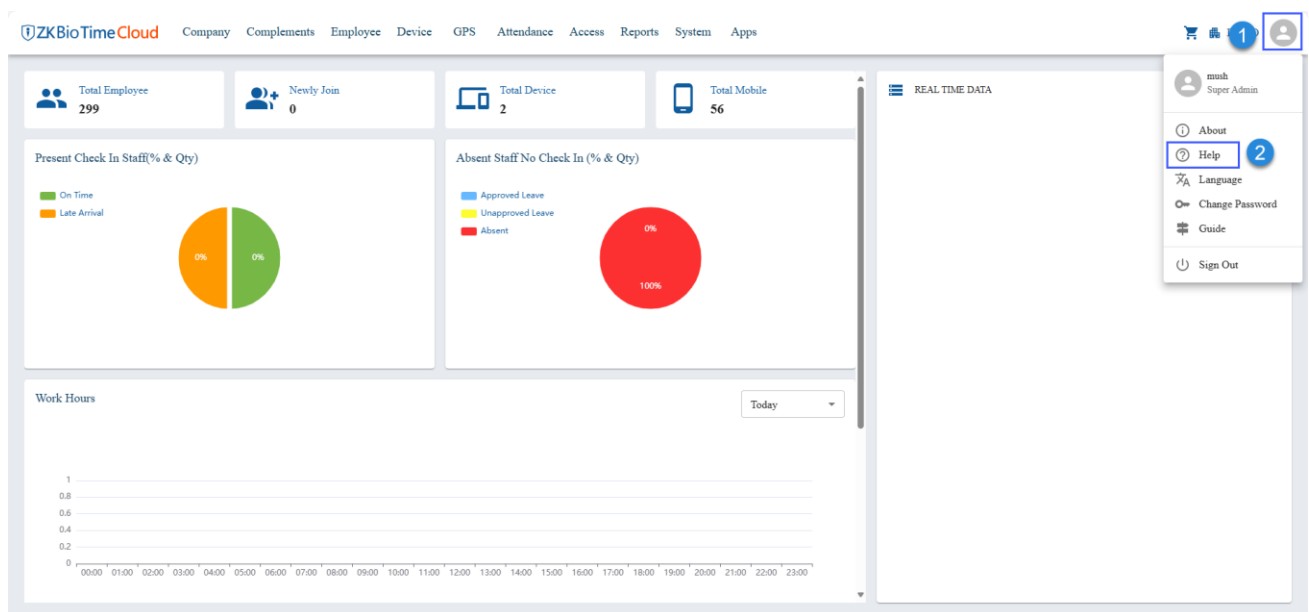 ZKBioTime Cloud Company Complements Employee Device GPS Attendance Access Reports System Apps
1
Total Employee
299
Newly Join
0
Total Device
2
Total Mobile
56
REAL TIME DATA
mush
Super Admin
About
Help
2
Language
Change Password
Guide
Sign Out
Present Check In Staff(% & Qty)
On Time
Late Arrival
0% 0%
Absent Staff No Check In (% & Qty)
Approved Leave
Unapproved Leave
Absent
0%
100%
Work Hours
Today
1
0.8
0.6
0.4
0.2
0
00:00 01:00 02:00 03:00 04:00 05:00 06:00 07:00 08:00 09:00 10:00 11:00 12:00 13:00 14:00 15:00 16:00 17:00 18:00 19:00 20:00 21:00 22:00 23:00